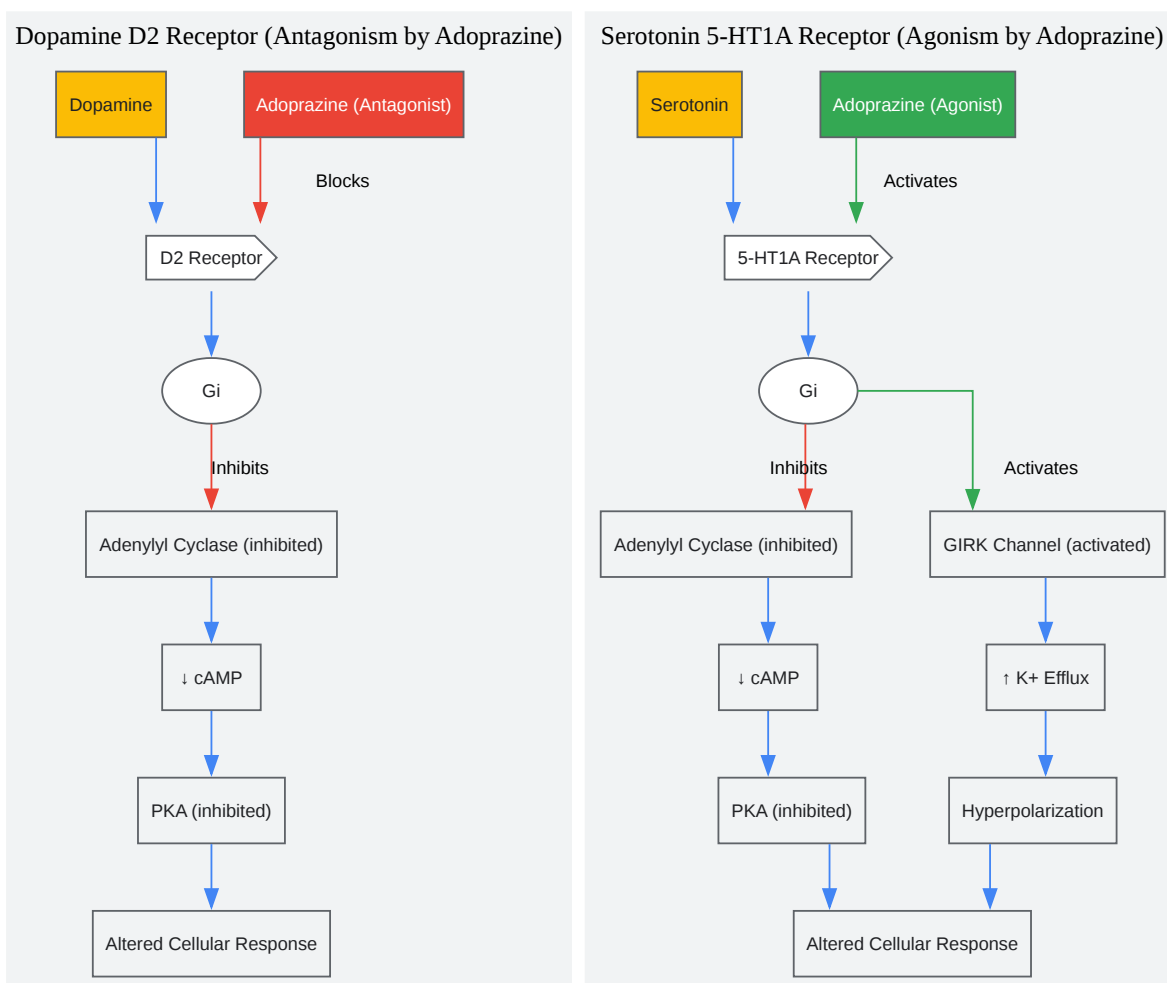 Dopamine D2 Receptor (Antagonism by Adoprazine)
Dopamine
Adoprazine (Antagonist)
Blocks
D2 Receptor
Gi
Inhibits
Adenylyl Cyclase (inhibited)
↓ cAMP
PKA (inhibited)
Altered Cellular Response
Serotonin 5-HT1A Receptor (Agonism by Adoprazine)
Serotonin
Adoprazine (Agonist)
Activates
5-HT1A Receptor
Gi
Inhibits
Activates
Adenylyl Cyclase (inhibited)
GIRK Channel (activated)
↓ cAMP
↑ K+ Efflux
PKA (inhibited)
Hyperpolarization
Altered Cellular Response